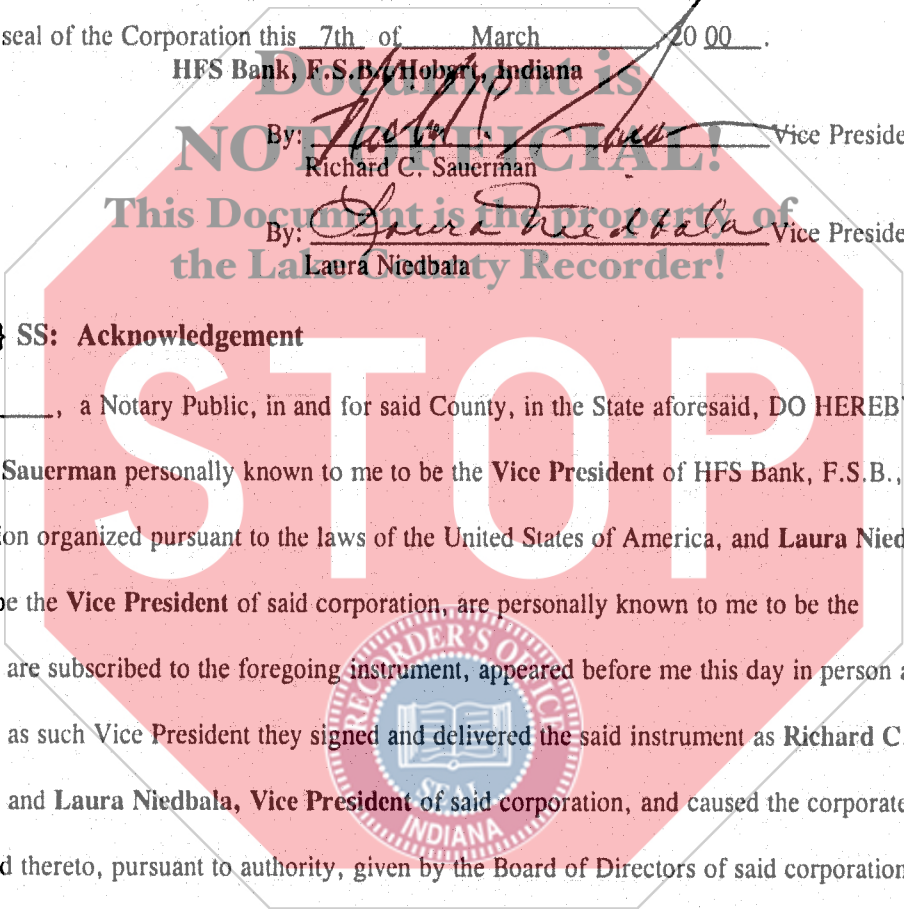 seal of the Corporation this 7th of March, 20 00.
HFS Bank, F.S.B., Hobart, Indiana
Document is
NOT OFFICIAL!
This Document is the property of
the Lake County Recorder!
By: Vice Preside
Richard C. Sauerman
By: Laura Niedbala Vice Preside
Laura Niedbala
} SS: Acknowledgement
STOP
, a Notary Public, in and for said County, in the State aforesaid, DO HEREB
Sauerman personally known to me to be the Vice President of HFS Bank, F.S.B.,
on organized pursuant to the laws of the United States of America, and Laura Nied
be the Vice President of said corporation, are personally known to me to be the
are subscribed to the foregoing instrument, appeared before me this day in person a
as such Vice President they signed and delivered the said instrument as Richard C.
and Laura Niedbala, Vice President of said corporation, and caused the corporate
d thereto, pursuant to authority, given by the Board of Directors of said corporation
RECORDER'S OFFICE
SEAL
INDIANA